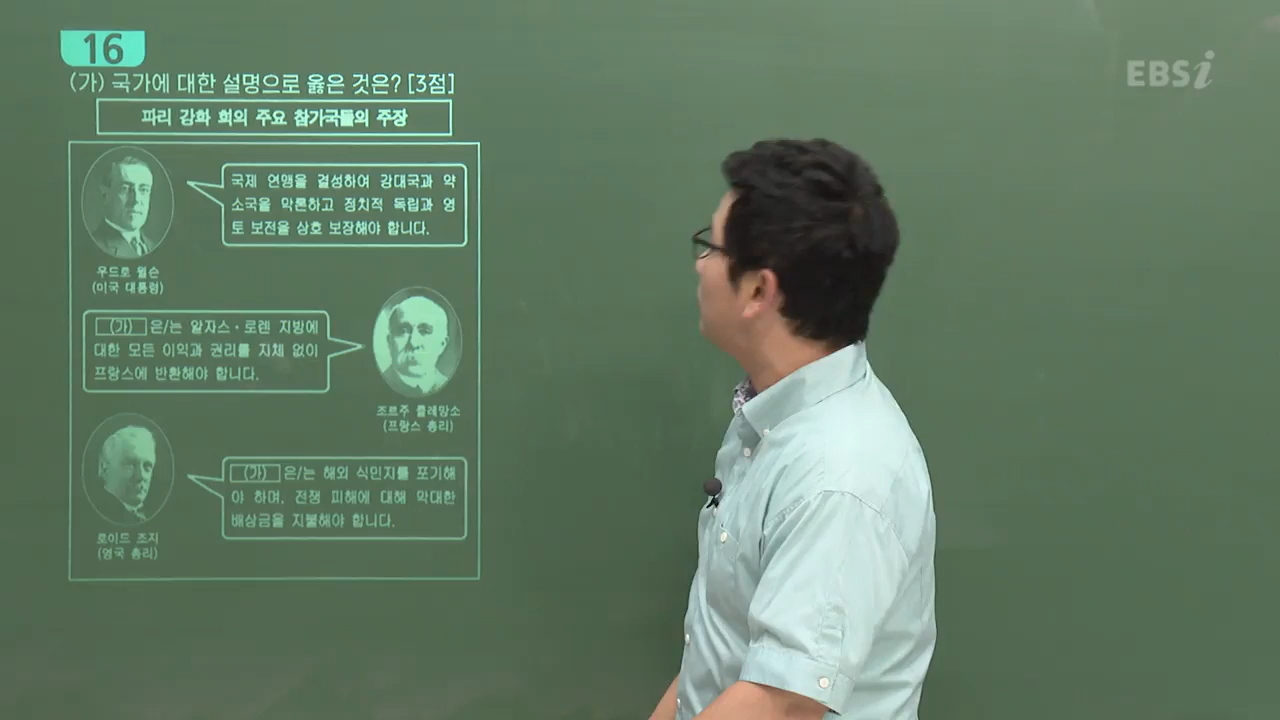 16
EBSi
(가) 국가에 대한 설명으로 옳은 것은? [3점]
파리 강화 회의 주요 참가국들의 주장
국제 연맹을 결성하여 강대국과 약
소국을 막론하고 정치적 독립과 영
토 보전을 상호 보장해야 합니다.
우드로 윌슨
(미국 대통령)
(가) 은/는 알자스·로렌 지방에
대한 모든 이익과 권리를 지체 없이
프랑스에 반환해야 합니다.
조르주 클레망소
(프랑스 총리)
(가) 은/는 해외 식민지를 포기해
야 하며, 전쟁 피해에 대해 막대한
배상금을 지불해야 합니다.
로이드 조지
(영국 총리)